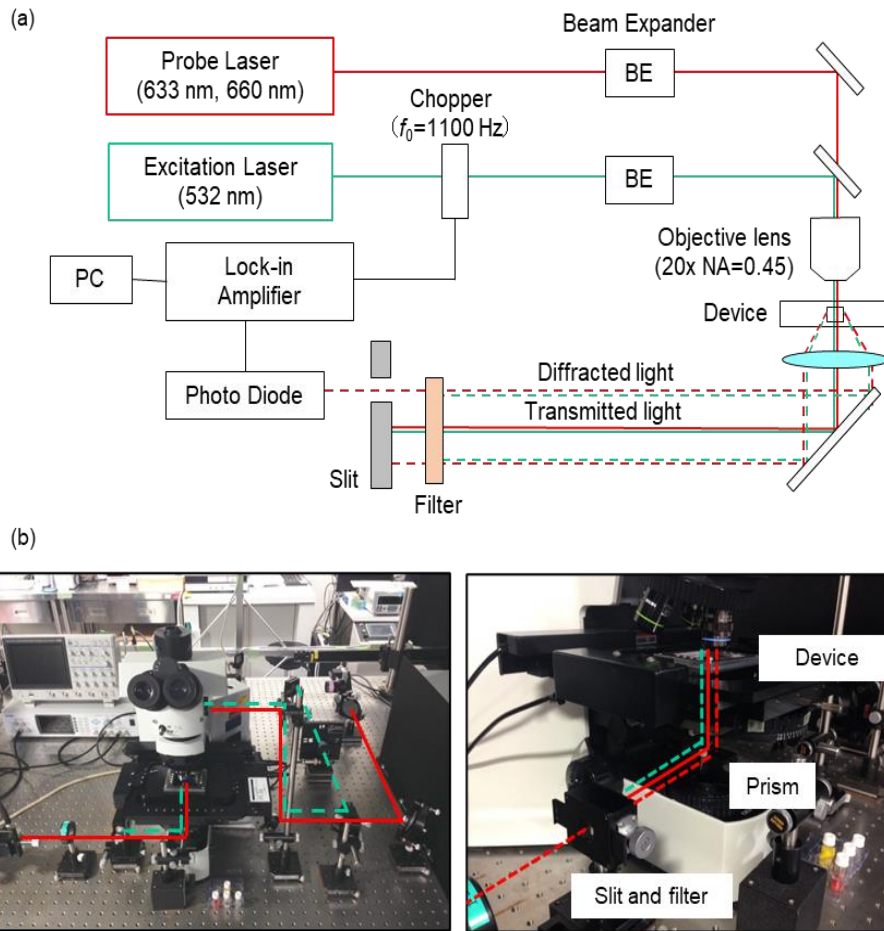 (a)
Probe Laser
(633 nm, 660 nm)
Beam Expander
BE
Chopper
(f0=1100 Hz)
Excitation Laser
(532 nm)
BE
Objective lens
(20x NA=0.45)
PC
Lock-in
Amplifier
Device
Photo Diode
Diffracted light
Transmitted light
Slit
Filter
(b)
Device
Prism
Slit and filter